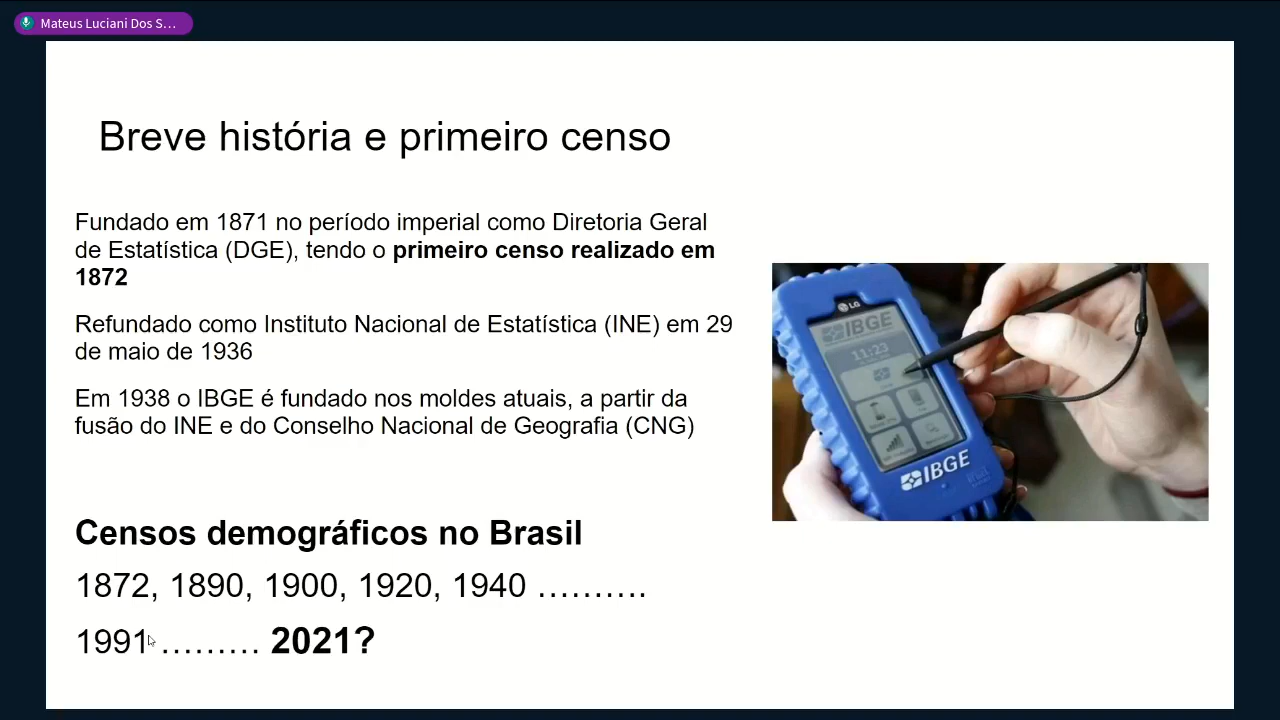 Mateus Luciani Dos S...
Breve história e primeiro censo
Fundado em 1871 no período imperial como Diretoria Geral
de Estatística (DGE), tendo o primeiro censo realizado em
1872
Refundado como Instituto Nacional de Estatística (INE) em 29
de maio de 1936
Em 1938 o IBGE é fundado nos moldes atuais, a partir da
fusão do INE e do Conselho Nacional de Geografia (CNG)
LG
IBGE
11:23
IBGE
Censos demográficos no Brasil
1872, 1890, 1900, 1920, 1940 ..........
1991 ......... 2021?